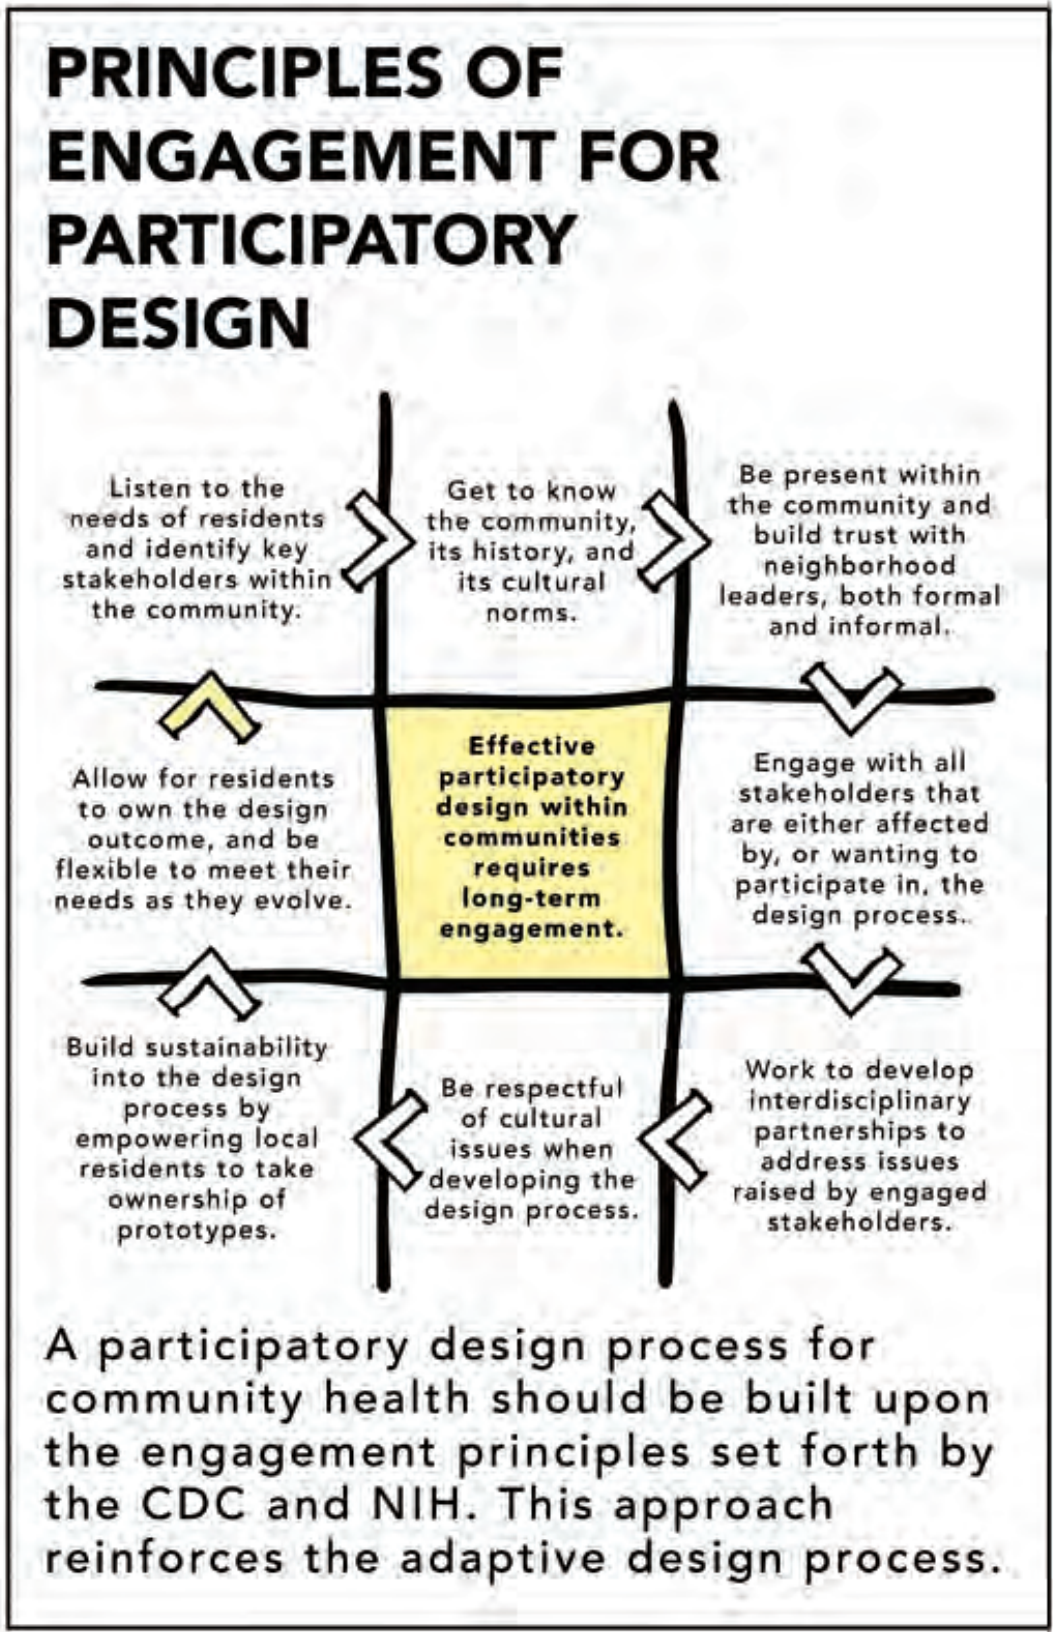 PRINCIPLES OF
ENGAGEMENT FOR
PARTICIPATORY
DESIGN
Listen to the
needs of residents
and identify key
stakeholders within
the community.
Get to know
the community,
its history, and
its cultural
norms.
Be present within
the community and
build trust with
neighborhood
leaders, both formal
and informal.
Allow for residents
to own the design
outcome, and be
flexible to meet their
needs as they evolve.
Effective
participatory
design within
communities
requires
long-term
engagement.
Engage with all
stakeholders that
are either affected
by, or wanting to
participate in, the
design process.
Build sustainability
into the design
process by
empowering local
residents to take
ownership of
prototypes.
Be respectful
of cultural
issues when
developing the
design process.
Work to develop
interdisciplinary
partnerships to
address issues
raised by engaged
stakeholders.
A participatory design process for
community health should be built upon
the engagement principles set forth by
the CDC and NIH. This approach
reinforces the adaptive design process.